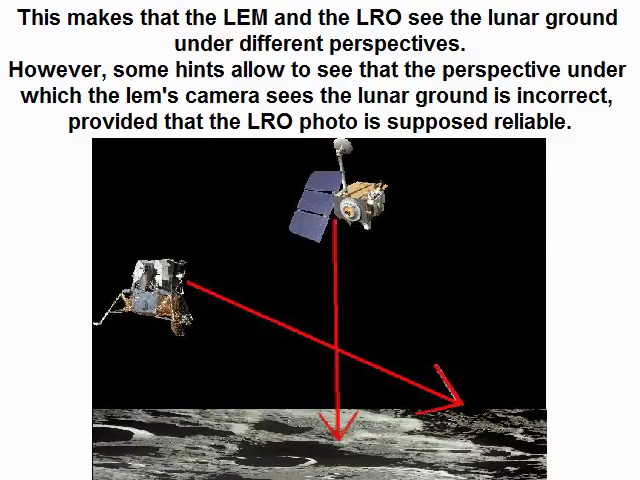 This makes that the LEM and the LRO see the lunar ground
under different perspectives.
However, some hints allow to see that the perspective under
which the lem's camera sees the lunar ground is incorrect,
provided that the LRO photo is supposed reliable.